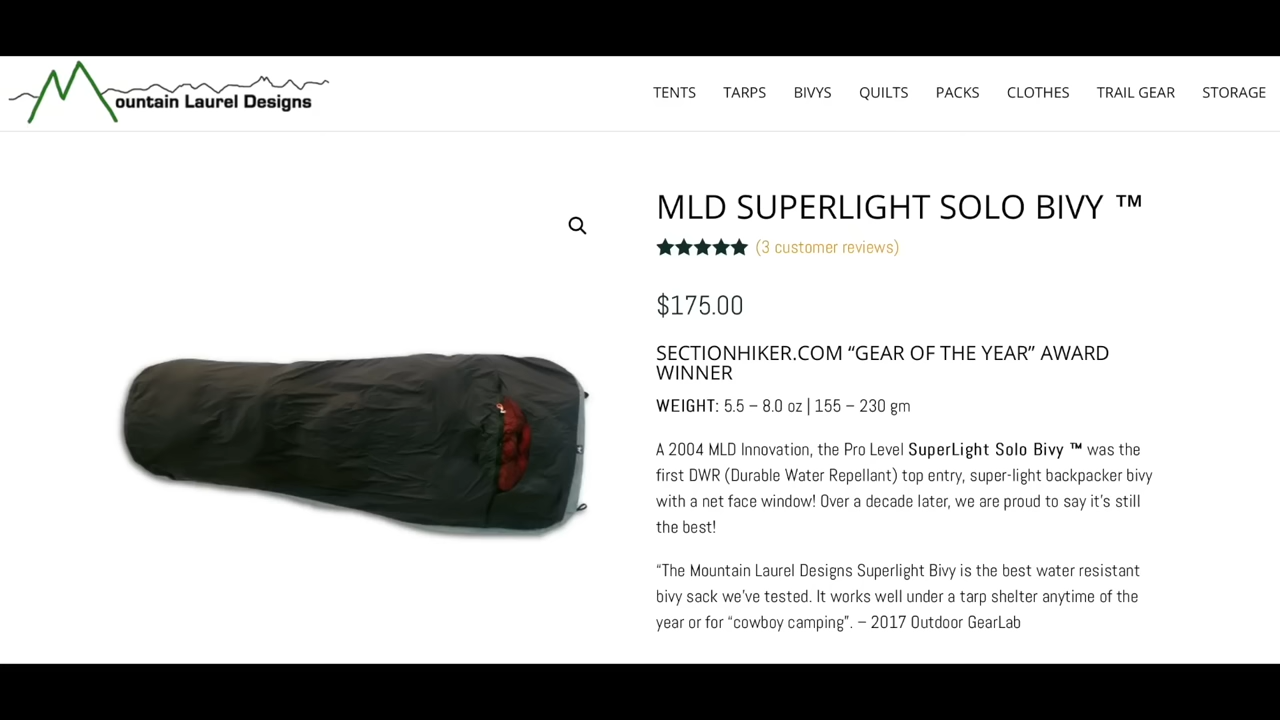 Mountain Laurel Designs
TENTS TARPS BIVYS QUILTS PACKS CLOTHES TRAIL GEAR STORAGE
MLD SUPERLIGHT SOLO BIVY ™
(3 customer reviews)
$175.00
SECTIONHIKER.COM “GEAR OF THE YEAR” AWARD
WINNER
WEIGHT: 5.5 – 8.0 oz | 155 – 230 gm
A 2004 MLD Innovation, the Pro Level SuperLight Solo Bivy ™ was the
first DWR (Durable Water Repellant) top entry, super-light backpacker bivy
with a net face window! Over a decade later, we are proud to say it’s still
the best!
“The Mountain Laurel Designs Superlight Bivy is the best water resistant
bivy sack we’ve tested. It works well under a tarp shelter anytime of the
year or for “cowboy camping”. – 2017 Outdoor GearLab